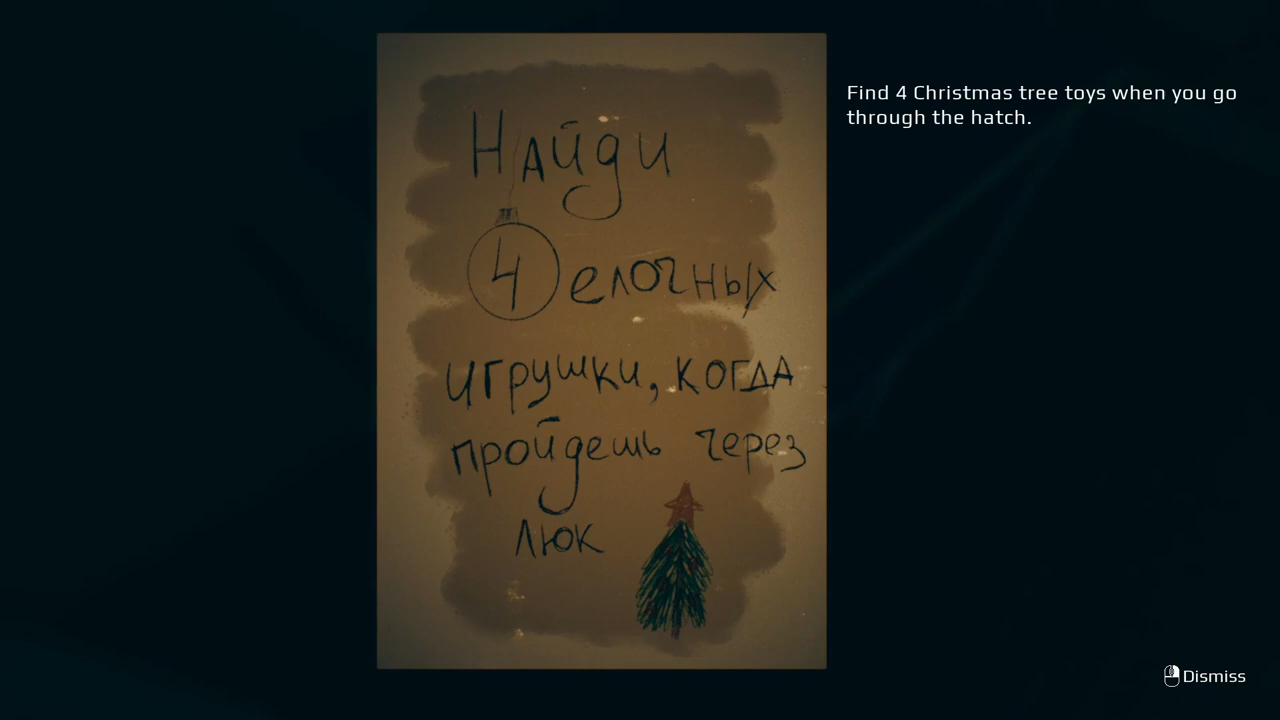 Найди
4 елочных
игрушки, когда
пройдешь через
люк
Find 4 Christmas tree toys when you go
through the hatch.
Dismiss